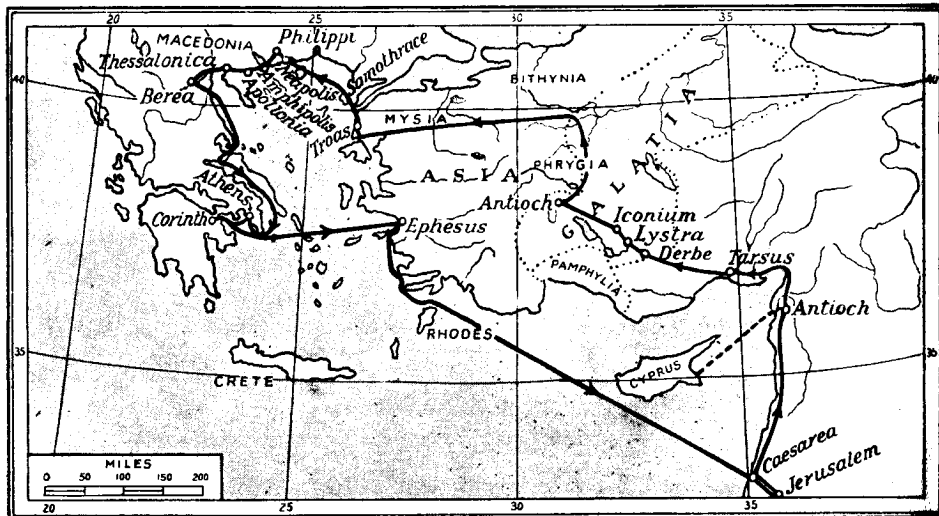 20
25
30
35
MACEDONIA
Philippi
Thessalonica
Neapolis
Samothrace
40
40
Berea
Amphipolis
Apollonia
BITHYNIA
MYSIA
Troas
PHRYGIA
GALATIA
ASIA
Athens
Antioch
Corinth
Ephesus
Iconium
Lystra
Derbe
Tarsus
PAMPHYLIA
Antioch
RHODES
35
35
CRETE
CYPRUS
MILES
0 50 100 150 200
Caesarea
Jerusalem
20
25
30
35